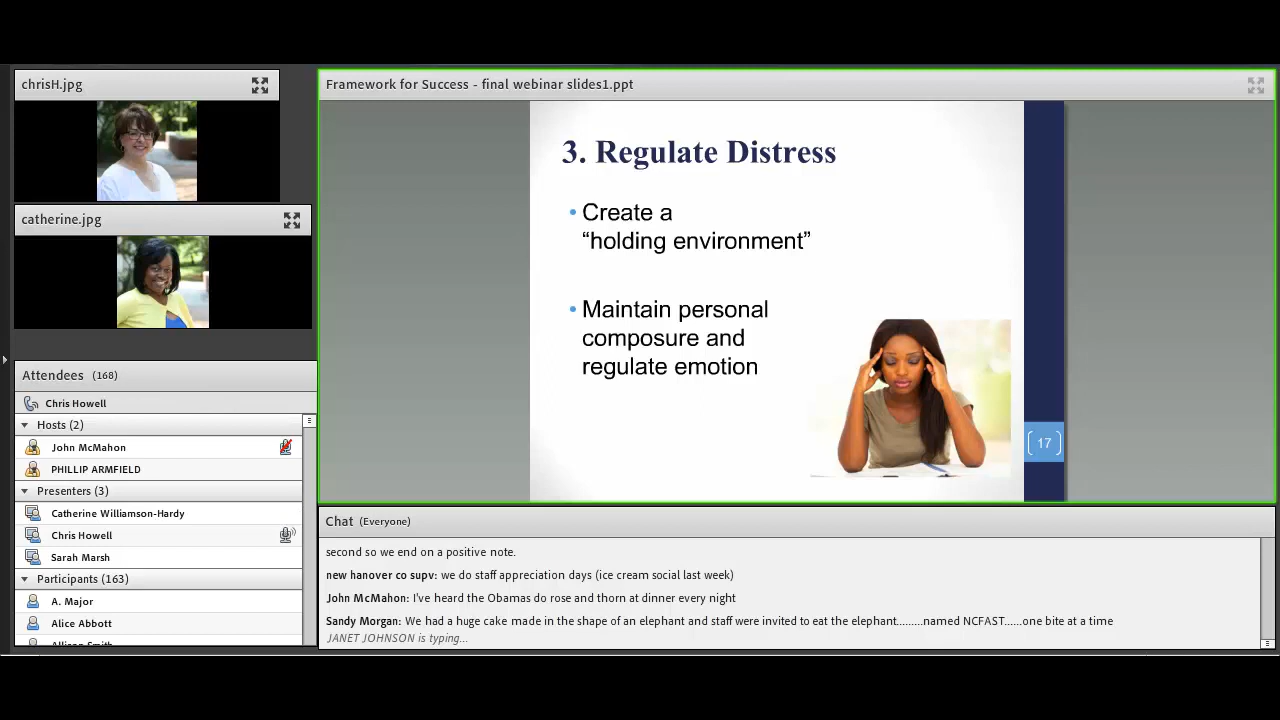 chrisH.jpg
catherine.jpg
Attendees (168)
Chris Howell
Hosts (2)
John McMahon
PHILLIP ARMFIELD
Presenters (3)
Catherine Williamson-Hardy
Chris Howell
Sarah Marsh
Participants (163)
A. Major
Alice Abbott
Allison Smith
Framework for Success - final webinar slides1.ppt
3. Regulate Distress
• Create a
“holding environment”
• Maintain personal
composure and
regulate emotion
17
Chat (Everyone)
second so we end on a positive note.
new hanover co supv: we do staff appreciation days (ice cream social last week)
John McMahon: I've heard the Obamas do rose and thorn at dinner every night
Sandy Morgan: We had a huge cake made in the shape of an elephant and staff were invited to eat the elephant.........named NCFAST......one bite at a time
JANET JOHNSON is typing...